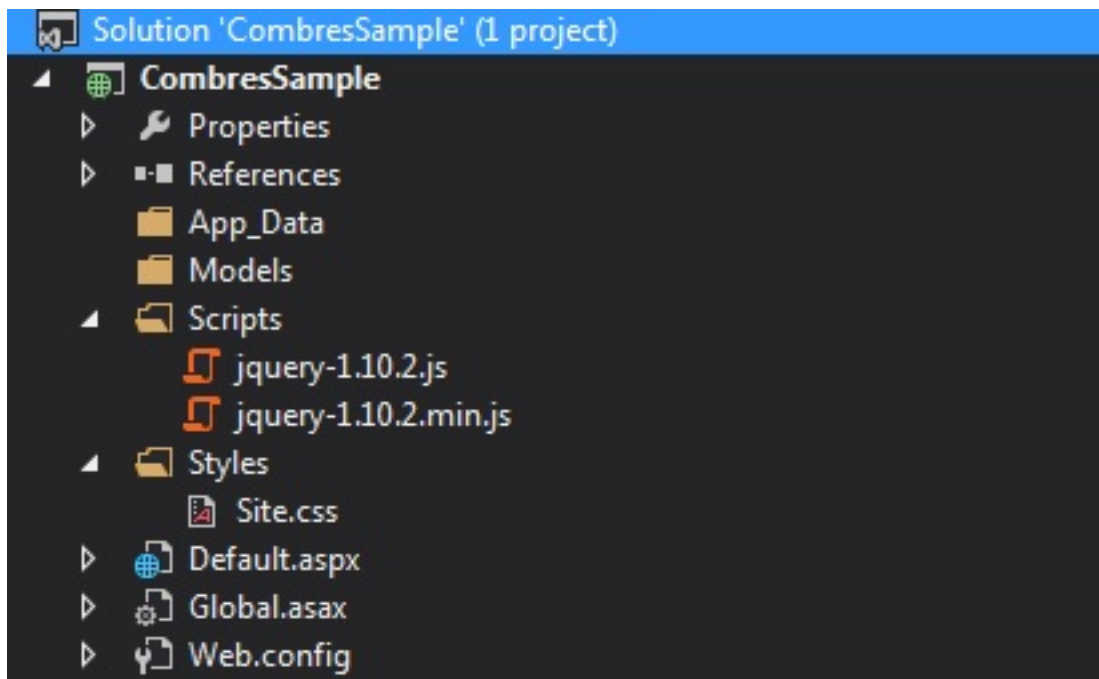 Solution 'CombresSample' (1 project)
CombresSample
Properties
References
App_Data
Models
Scripts
jquery-1.10.2.js
jquery-1.10.2.min.js
Styles
Site.css
Default.aspx
Global.asax
Web.config